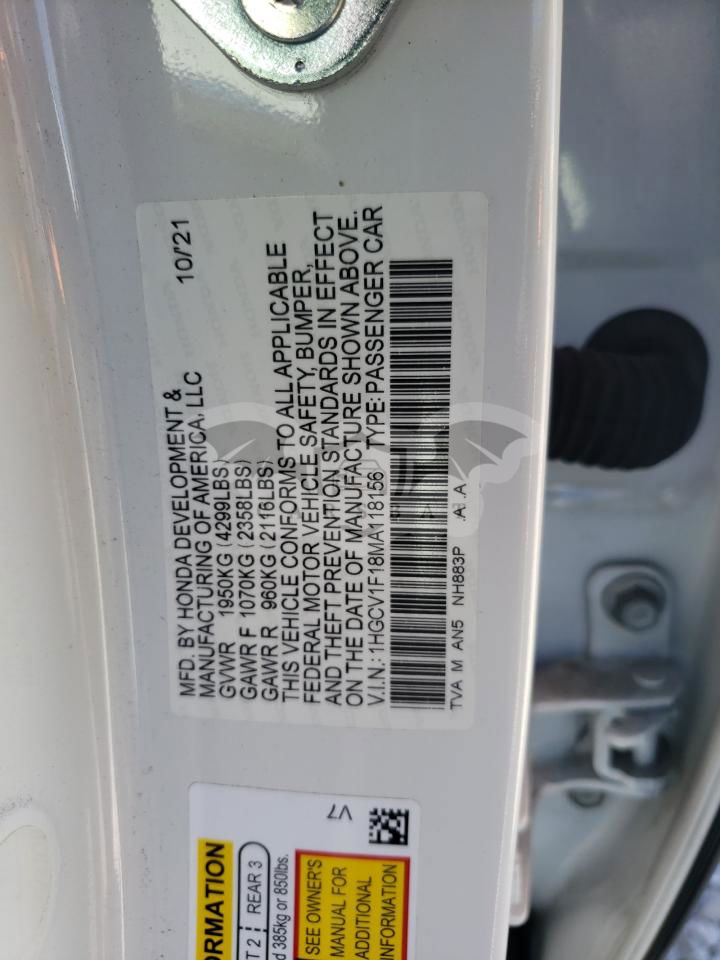 10/'21
MFD. BY HONDA DEVELOPMENT &
MANUFACTURING OF AMERICA, LLC
GVWR 1950KG (4299LBS)
GAWR F 1070KG (2358LBS)
GAWR R 960KG (2116LBS)
THIS VEHICLE CONFORMS TO ALL APPLICABLE
FEDERAL MOTOR VEHICLE SAFETY, BUMPER,
AND THEFT PREVENTION STANDARDS IN EFFECT
ON THE DATE OF MANUFACTURE SHOWN ABOVE.
V.I.N.: 1HGCV1F18MA118156 TYPE: PASSENGER CAR
TVA M AN5 NH883P .A .A
V7
ORMATION
T 2 REAR 3
d 385kg or 850lbs.
SEE OWNER'S
MANUAL FOR
ADDITIONAL
INFORMATION